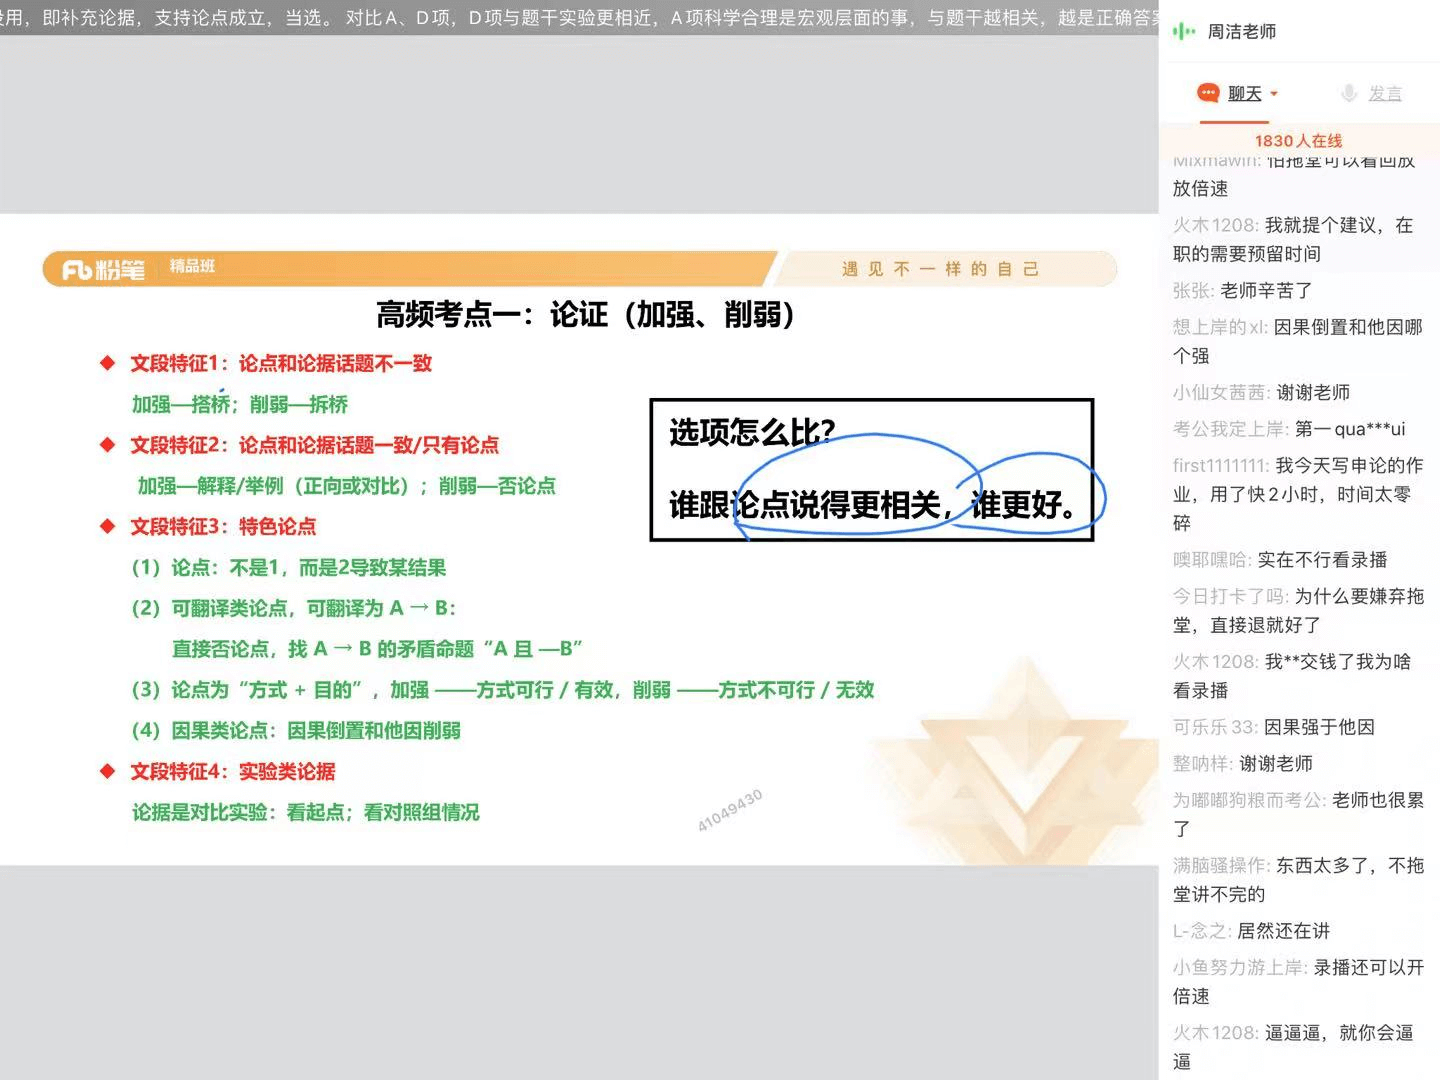 没用，即补充论据，支持论点成立，当选。 对比A、D项，D项与题干实验更相近，A项科学合理是宏观层面的事，与题干越相关，越是正确答案
周洁老师
聊天
发言
1830人在线
粉笔 精品班
遇见不一样的自己
高频考点一：论证（加强、削弱）
文段特征1：论点和论据话题不一致
加强—搭桥；削弱—拆桥
文段特征2：论点和论据话题一致/只有论点
加强—解释/举例（正向或对比）；削弱—否论点
文段特征3：特色论点
（1）论点：不是1，而是2导致某结果
（2）可翻译类论点，可翻译为 A → B：
直接否论点，找 A → B 的矛盾命题“A 且 —B”
（3）论点为“方式 + 目的”，加强 ——方式可行 / 有效，削弱 ——方式不可行 / 无效
（4）因果类论点：因果倒置和他因削弱
文段特征4：实验类论据
论据是对比实验：看起点；看对照组情况
选项怎么比？
谁跟论点说得更相关，谁更好。
41049430
Mixmawin: 怕拖堂可以看回放
放倍速
火木1208: 我就提个建议，在
职的需要预留时间
张张: 老师辛苦了
想上岸的xl: 因果倒置和他因哪
个强
小仙女茜茜: 谢谢老师
考公我定上岸: 第一qua***ui
first1111111: 我今天写申论的作
业，用了快2小时，时间太零
碎
噢耶嘿哈: 实在不行看录播
今日打卡了吗: 为什么要嫌弃拖
堂，直接退就好了
火木1208: 我**交钱了我为啥
看录播
可乐乐33: 因果强于他因
整呐样: 谢谢老师
为嘟嘟狗粮而考公: 老师也很累
了
满脑骚操作: 东西太多了，不拖
堂讲不完的
L-念之: 居然还在讲
小鱼努力游上岸: 录播还可以开
倍速
火木1208: 逼逼逼，就你会逼
逼